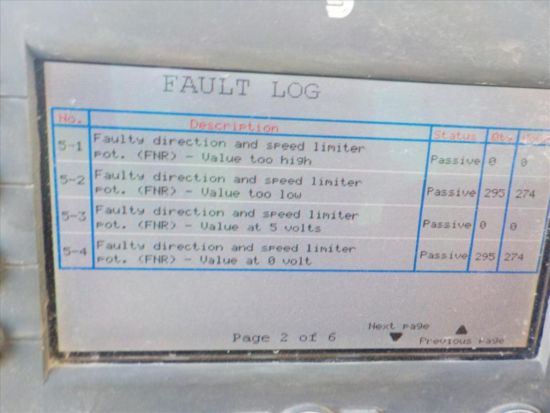 FAULT LOG
No. Description Status Qty
5-1 Faulty direction and speed limiter
pot. (FNR) - Value too high Passive 0 0
5-2 Faulty direction and speed limiter
pot. (FNR) - Value too low Passive 295 274
5-3 Faulty direction and speed limiter
pot. (FNR) - Value at 5 volts Passive 0 0
5-4 Faulty direction and speed limiter
pot. (FNR) - Value at 0 volt Passive 295 274
Page 2 of 6
Next page
Previous page